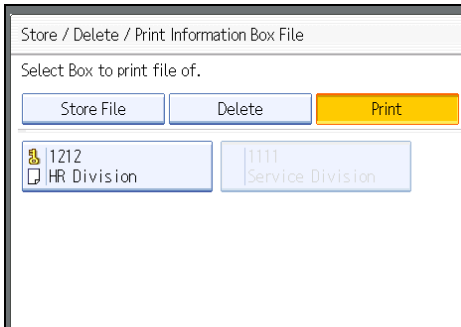 Store / Delete / Print Information Box File
Select Box to print file of.
Store File Delete Print
1212 1111
HR Division Service Division